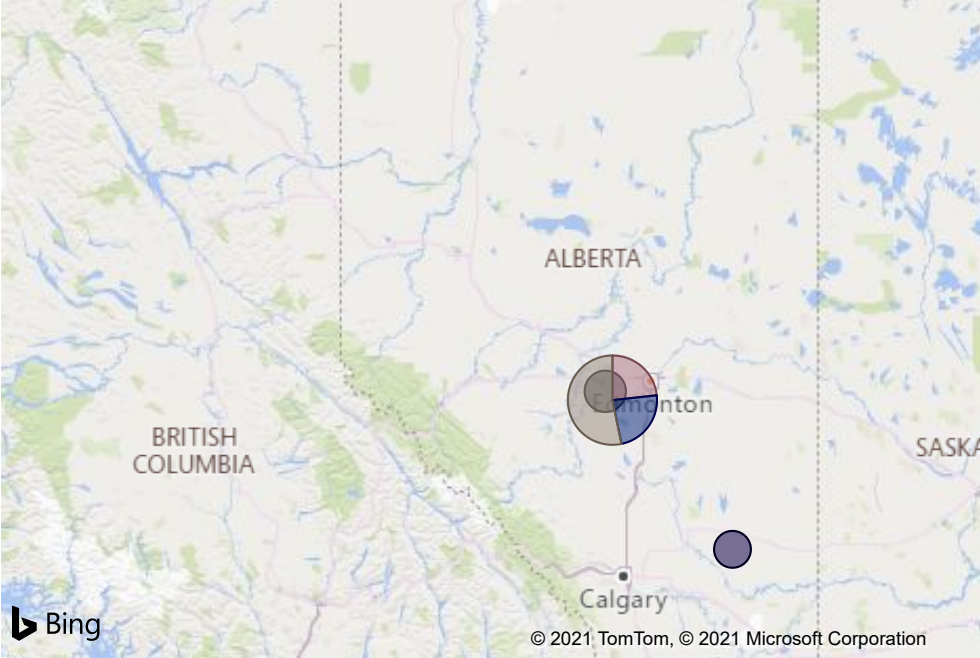 ALBERTA
Edmonton
BRITISH
COLUMBIA
SASKA
Calgary
Bing
© 2021 TomTom, © 2021 Microsoft Corporation